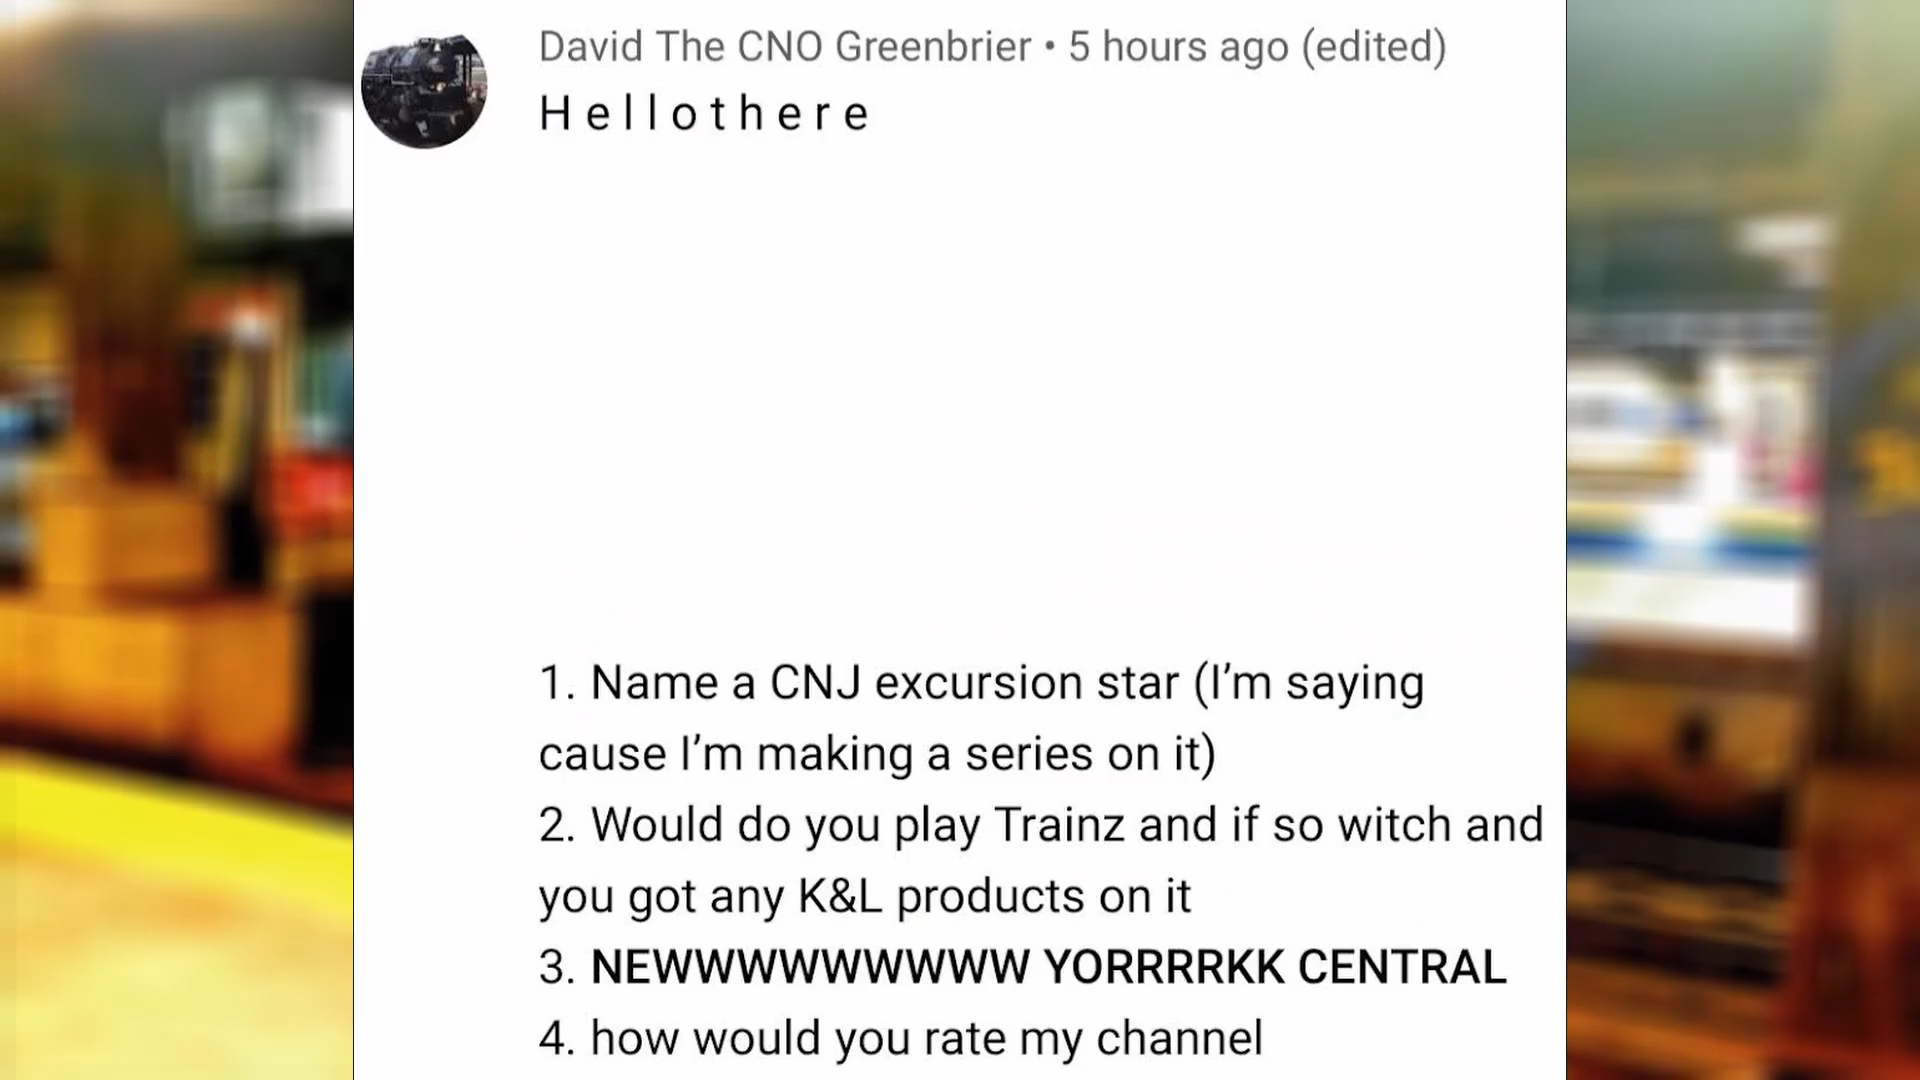 David The CNO Greenbrier • 5 hours ago (edited)
H e l l o t h e r e
1. Name a CNJ excursion star (I’m saying
cause I’m making a series on it)
2. Would do you play Trainz and if so witch and
you got any K&L products on it
3. NEWWWWWWWWW YORRRRKK CENTRAL
4. how would you rate my channel